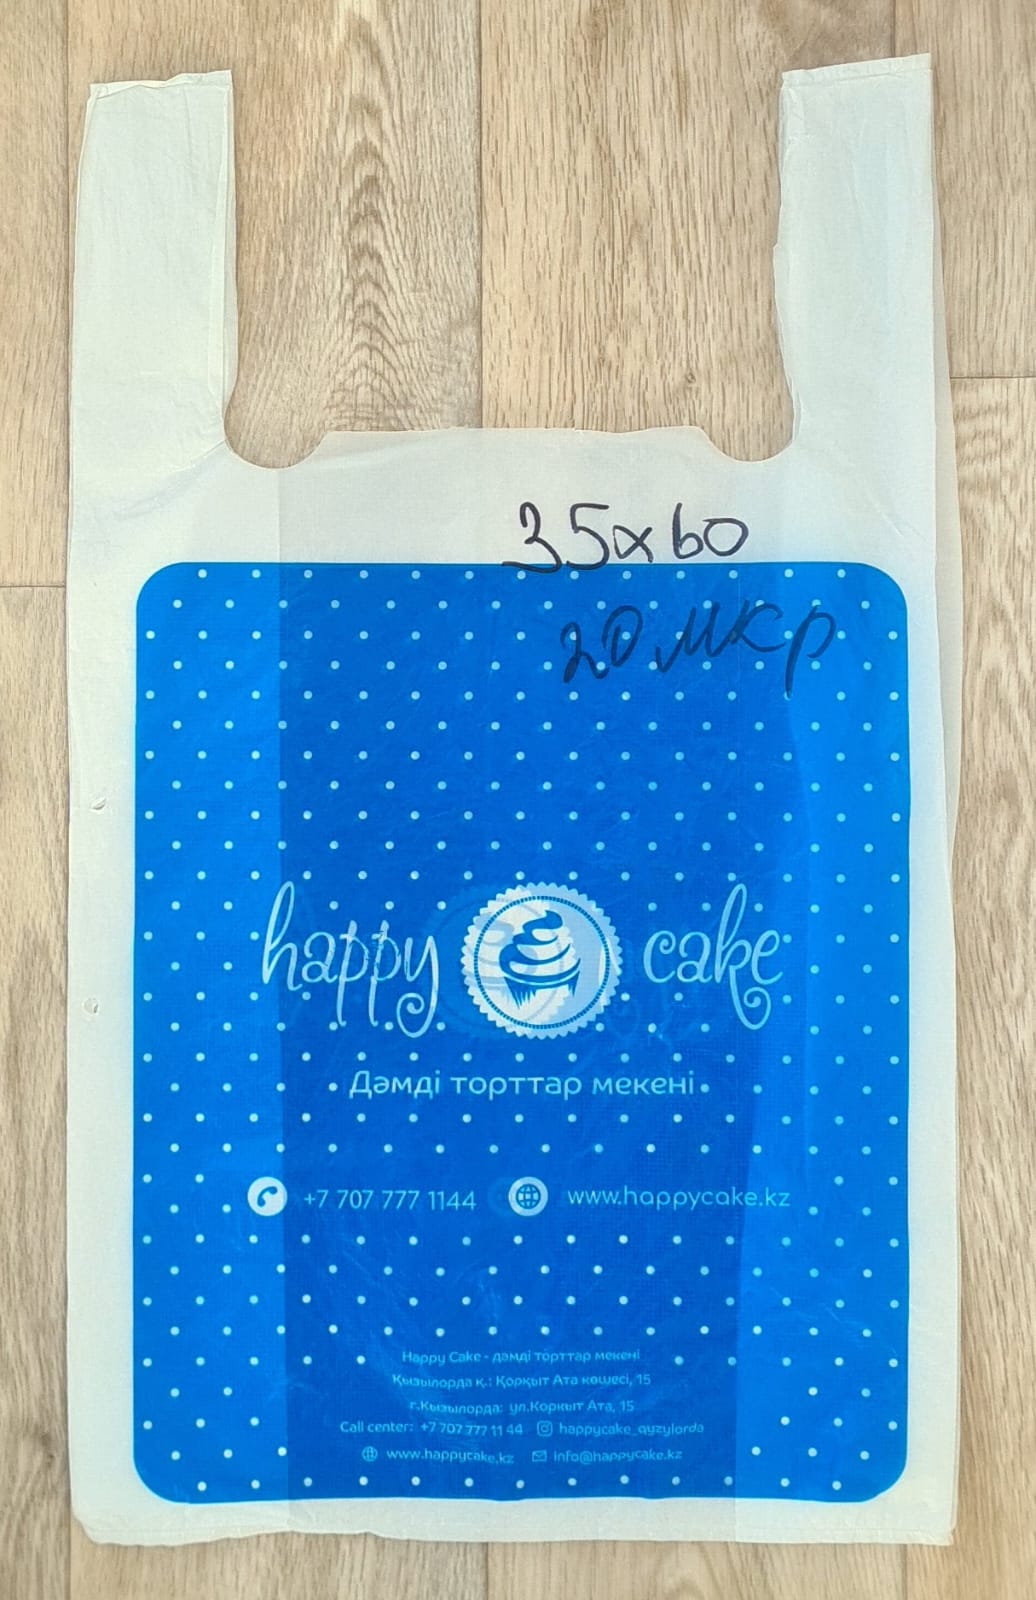 35x60
20 мкр
happy cake
Дәмді торттар мекені
+7 707 777 1144 www.happycake.kz
Happy Cake - дәмді торттар мекені
Қызылорда қ.: Қорқыт Ата көшесі, 15
г.Кызылорда: ул.Коркыт Ата, 15
Call center: +7 707 777 11 44 happycake_qyzylorda
www.happycake.kz info@happycake.kz